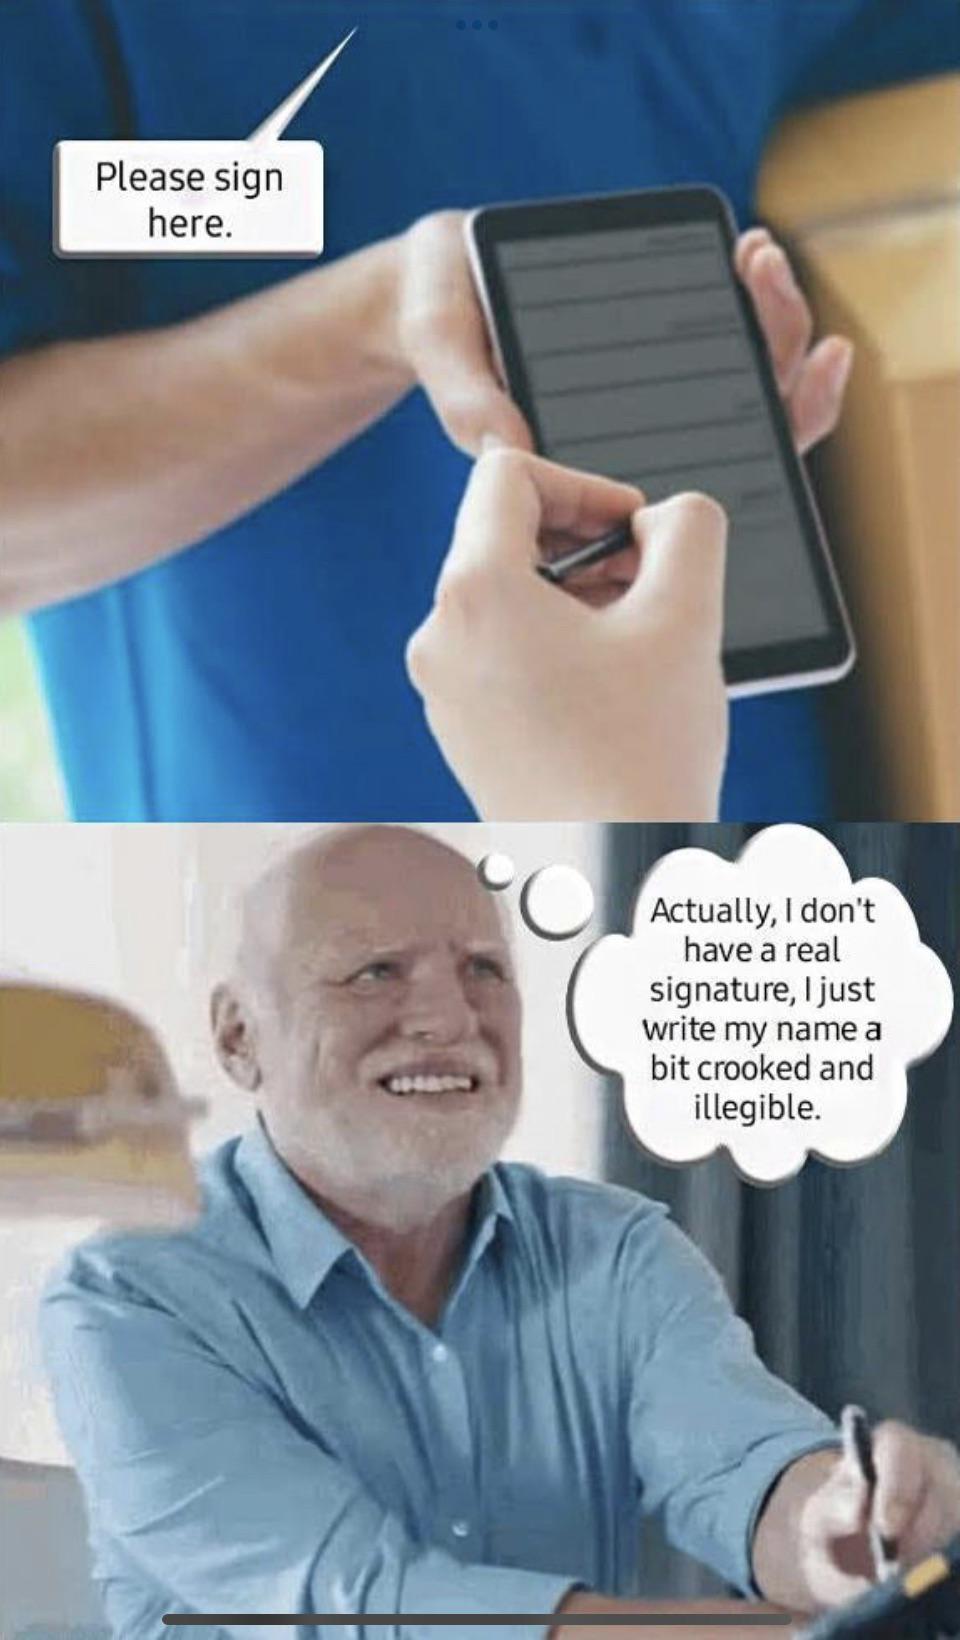 Please sign
here.
Actually, I don't
have a real
signature, I just
write my name a
bit crooked and
illegible.